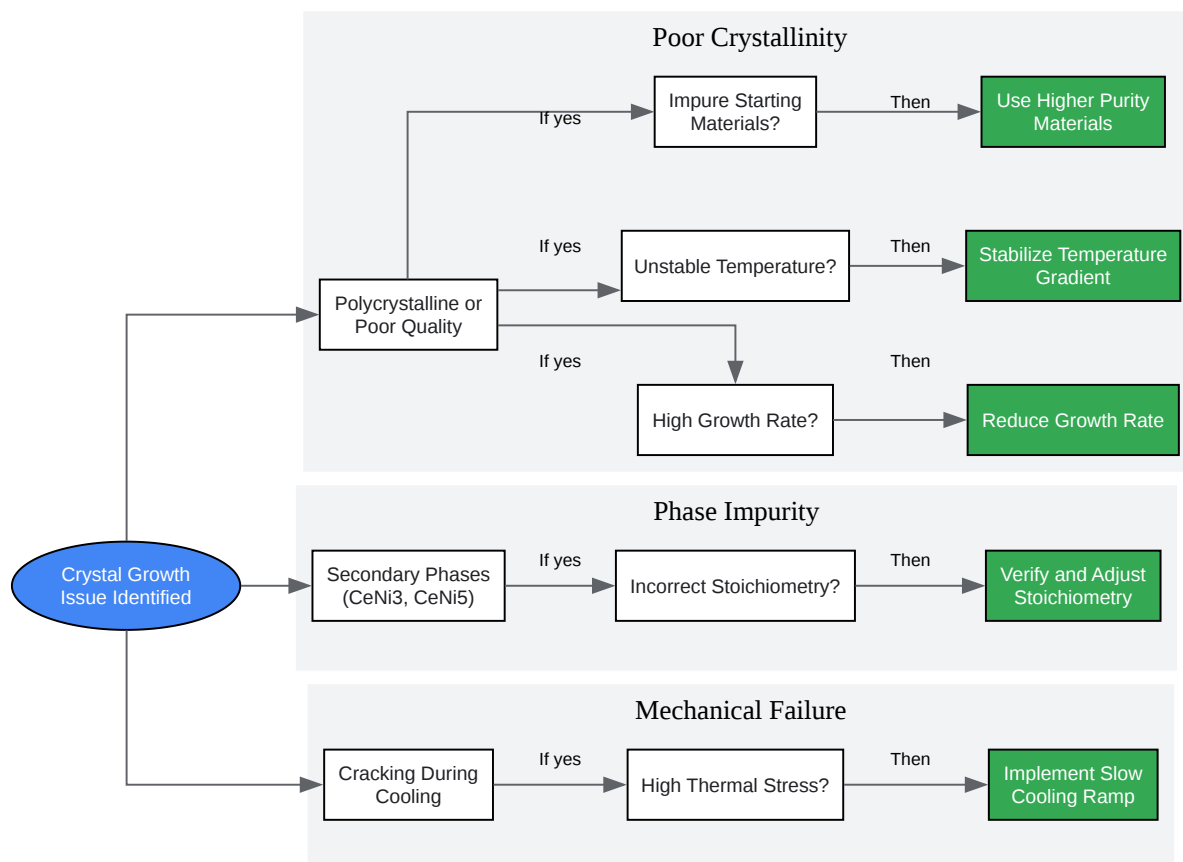 Poor Crystallinity
If yes
Impure Starting
Materials?
Then
Use Higher Purity
Materials
If yes
Unstable Temperature?
Then
Stabilize Temperature
Gradient
Polycrystalline or
Poor Quality
If yes
High Growth Rate?
Then
Reduce Growth Rate
Phase Impurity
Crystal Growth
Issue Identified
Secondary Phases
(CeNi3, CeNi5)
If yes
Incorrect Stoichiometry?
Then
Verify and Adjust
Stoichiometry
Mechanical Failure
Cracking During
Cooling
If yes
High Thermal Stress?
Then
Implement Slow
Cooling Ramp